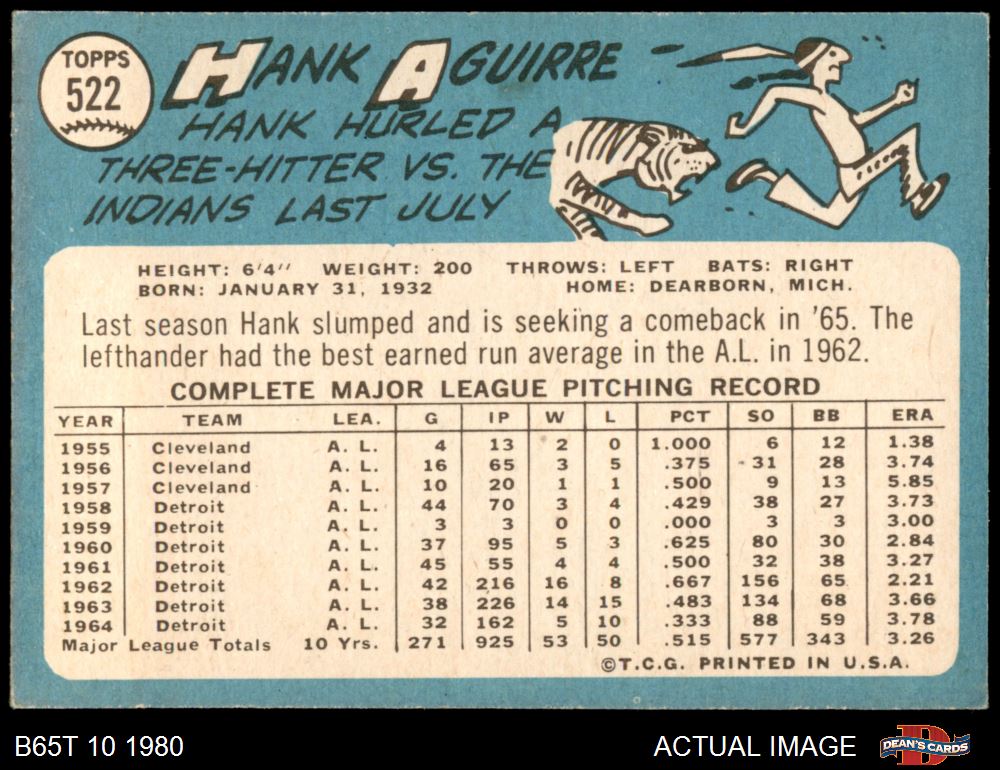 TOPPS
522
HANK AGUIRRE
HANK HURLED A
THREE-HITTER VS. THE
INDIANS LAST JULY
HEIGHT: 6'4" WEIGHT: 200 THROWS: LEFT BATS: RIGHT
BORN: JANUARY 31, 1932 HOME: DEARBORN, MICH.
Last season Hank slumped and is seeking a comeback in '65. The
lefthander had the best earned run average in the A.L. in 1962.
COMPLETE MAJOR LEAGUE PITCHING RECORD
YEAR TEAM LEA. G IP W L PCT SO BB ERA
1955 Cleveland A. L. 4 13 2 0 1.000 6 12 1.38
1956 Cleveland A. L. 16 65 3 5 .375 31 28 3.74
1957 Cleveland A. L. 10 20 1 1 .500 9 13 5.85
1958 Detroit A. L. 44 70 3 4 .429 38 27 3.73
1959 Detroit A. L. 3 3 0 0 .000 3 3 3.00
1960 Detroit A. L. 37 95 5 3 .625 80 30 2.84
1961 Detroit A. L. 45 55 4 4 .500 32 38 3.27
1962 Detroit A. L. 42 216 16 8 .667 156 65 2.21
1963 Detroit A. L. 38 226 14 15 .483 134 68 3.66
1964 Detroit A. L. 32 162 5 10 .333 88 59 3.78
Major League Totals 10 Yrs. 271 925 53 50 .515 577 343 3.26
©T.C.G. PRINTED IN U.S.A.
B65T 10 1980 ACTUAL IMAGE D DEAN'S CARDS